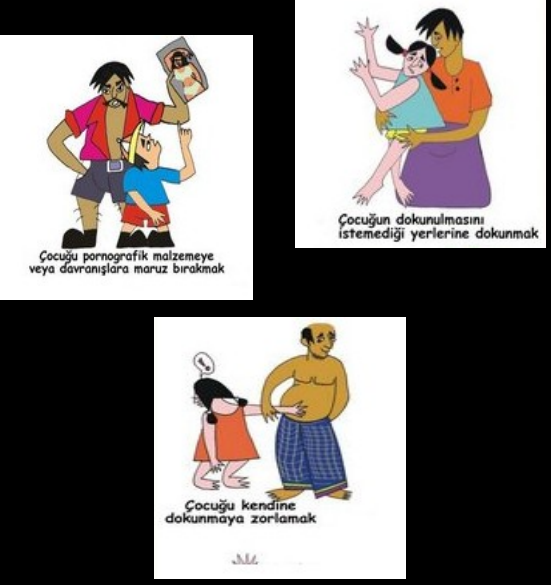 Çocuğun dokunulmasını
istemediği yerlerine dokunmak
Çocuğu pornografik malzemeye
veya davranışlara maruz bırakmak
Çocuğu kendine
dokunmaya zorlamak